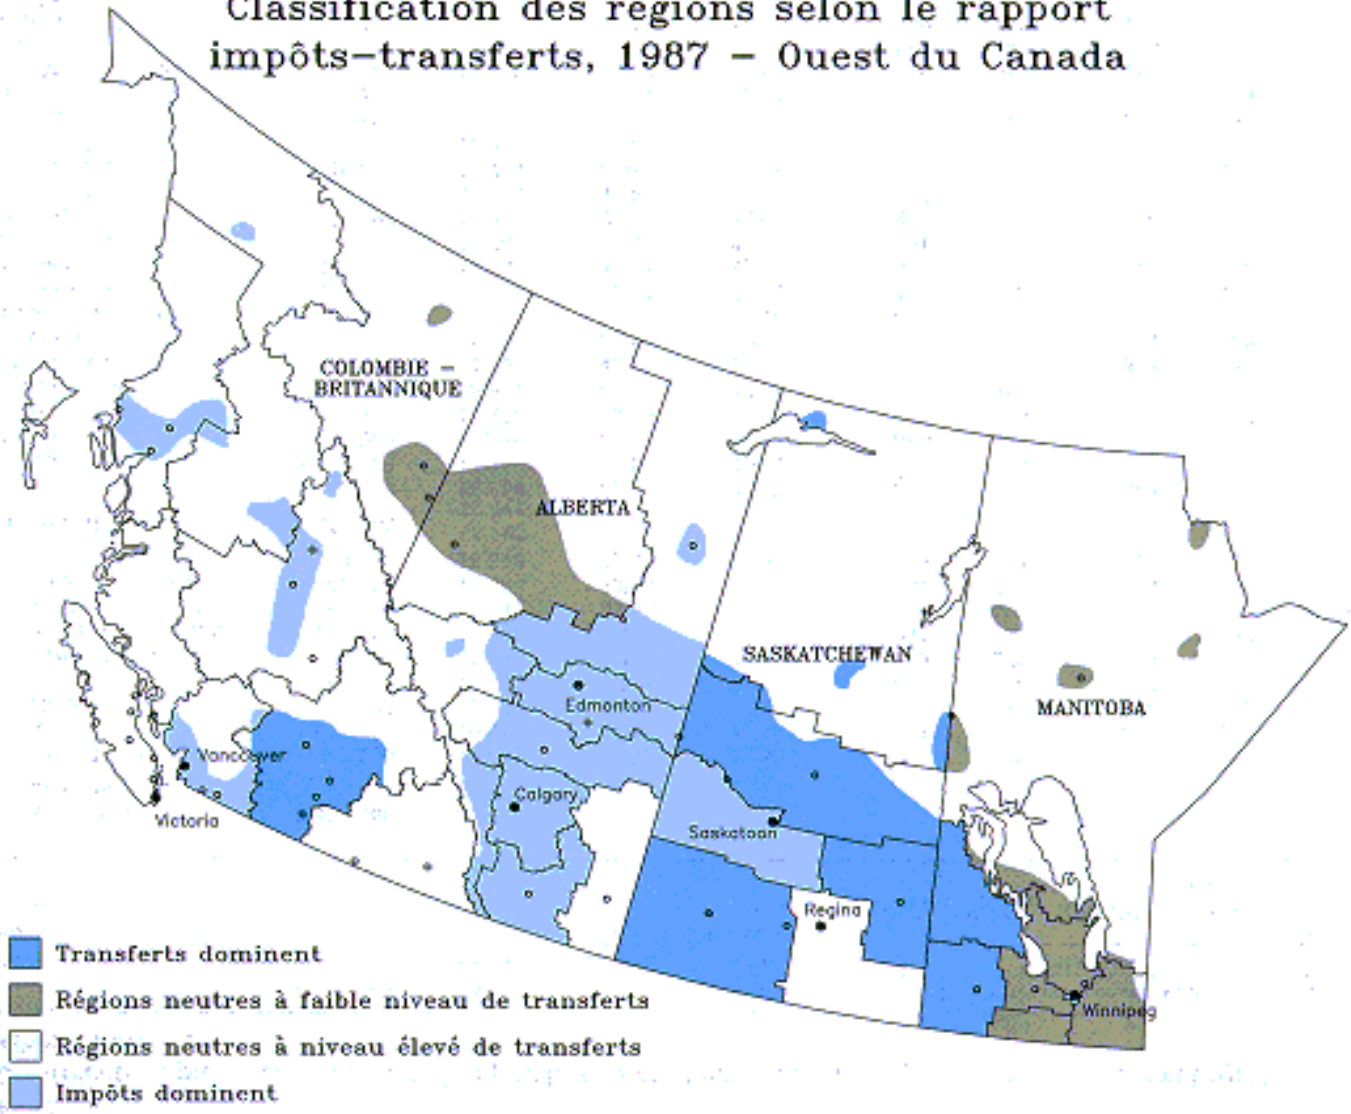 Classification des régions selon le rapport
impôts-transferts, 1987 - Ouest du Canada
COLOMBIE -
BRITANNIQUE
ALBERTA
SASKATCHEWAN
MANITOBA
Edmonton
Vancouver
Calgary
Victoria
Saskatoon
Regina
Winnipeg
Transferts dominent
Régions neutres à faible niveau de transferts
Régions neutres à niveau élevé de transferts
Impôts dominent